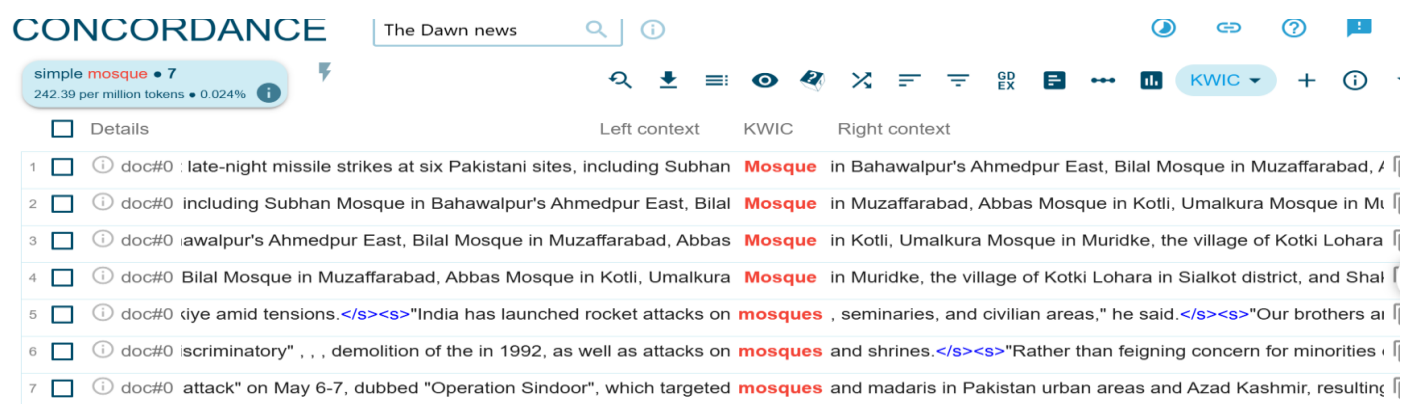 CONCORDANCE The Dawn news
simple mosque • 7
242.39 per million tokens • 0.024% i
GD EX KWIC
Details Left context KWIC Right context
1 doc#0 : late-night missile strikes at six Pakistani sites, including Subhan Mosque in Bahawalpur's Ahmedpur East, Bilal Mosque in Muzaffarabad,
2 doc#0 including Subhan Mosque in Bahawalpur's Ahmedpur East, Bilal Mosque in Muzaffarabad, Abbas Mosque in Kotli, Umalkura Mosque in
3 doc#0 awalpur's Ahmedpur East, Bilal Mosque in Muzaffarabad, Abbas Mosque in Kotli, Umalkura Mosque in Muridke, the village of Kotki Lohara
4 doc#0 Bilal Mosque in Muzaffarabad, Abbas Mosque in Kotli, Umalkura Mosque in Muridke, the village of Kotki Lohara in Sialkot district, and
5 doc#0 kiye amid tensions.</s><s>"India has launched rocket attacks on mosques , seminaries, and civilian areas," he said.</s><s>"Our brothers
6 doc#0 iscriminatory" , , , demolition of the in 1992, as well as attacks on mosques and shrines.</s><s>"Rather than feigning concern for minorities
7 doc#0 attack" on May 6-7, dubbed "Operation Sindoor", which targeted mosques and madaris in Pakistan urban areas and Azad Kashmir, resulting